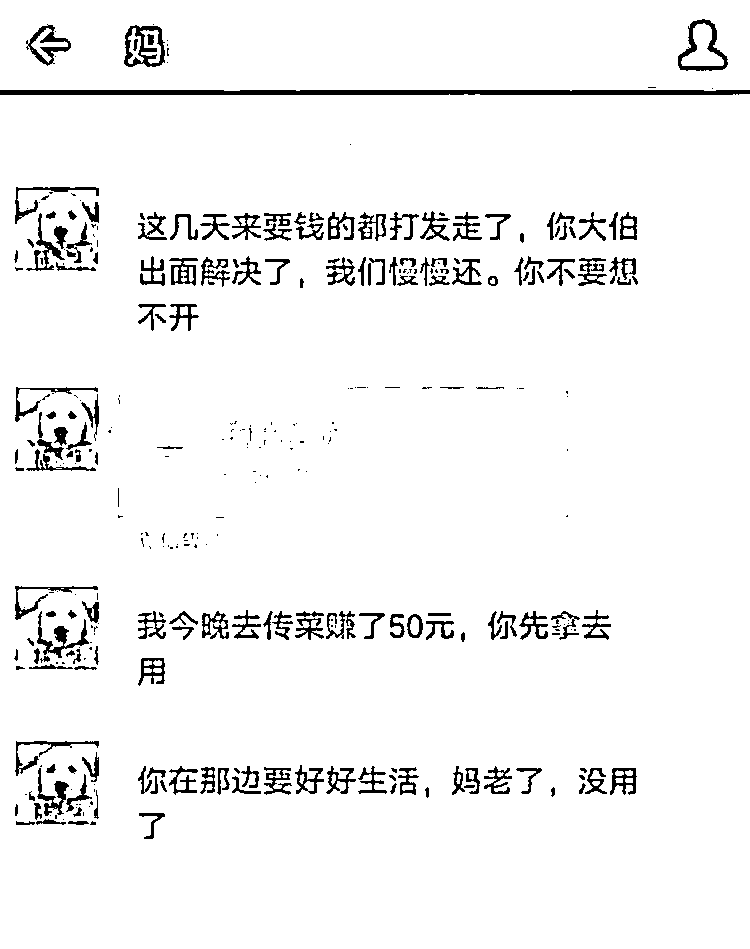 妈
这几天来要钱的都打发走了，你大伯
出面解决了，我们慢慢还。你不要想
不开
我今晚去传菜赚了50元，你先拿去
用
你在那边要好好生活，妈老了，没用
了